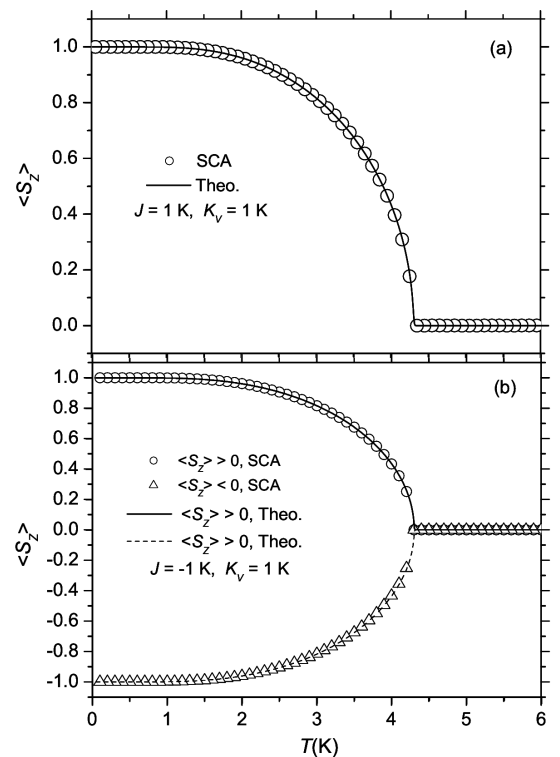 (a)
1.0
0.8
0.6
0.4
0.2
0.0
<S_Z>
SCA
Theo.
J = 1 K, K_v = 1 K
(b)
1.0
0.8
0.6
0.4
0.2
0.0
-0.2
-0.4
-0.6
-0.8
-1.0
<S_Z>
<S_Z> > 0, SCA
<S_Z> < 0, SCA
<S_Z> > 0, Theo.
<S_Z> > 0, Theo.
J = -1 K, K_v = 1 K
0 1 2 3 4 5 6
T(K)